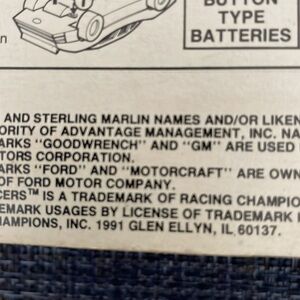 BUTTON
TYPE
BATTERIES
AND STERLING MARLIN NAMES AND/OR LIKEN
ORITY OF ADVANTAGE MANAGEMENT, INC. NA
ARKS "GOODWRENCH" AND "GM" ARE USED
TORS CORPORATION.
ARKS "FORD" AND "MOTORCRAFT" ARE OWN
OF FORD MOTOR COMPANY.
CERS™ IS A TRADEMARK OF RACING CHAMPIO
EMARK USAGES BY LICENSE OF TRADEMARK
CHAMPIONS, INC. 1991 GLEN ELLYN, IL 60137.